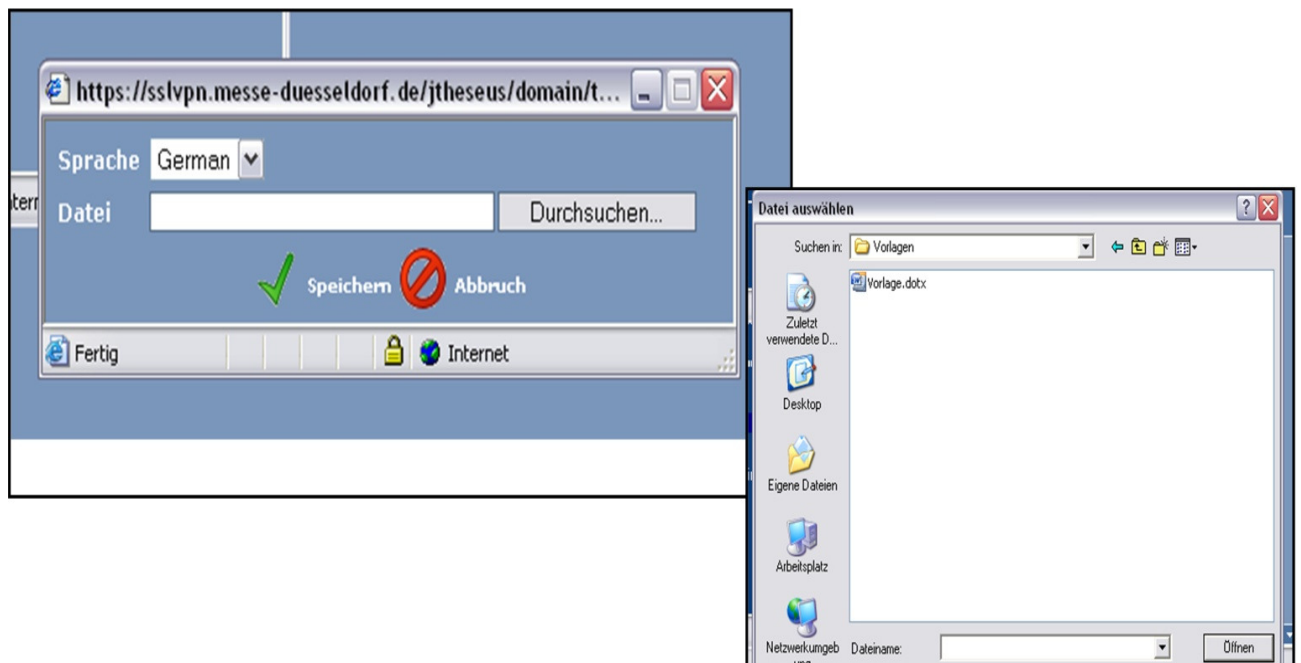 https://sslvpn.messe-duesseldorf.de/jtheseus/domain/t...
Sprache German
Datei Durchsuchen...
Speichern Abbruch
Fertig Internet
Datei auswählen
Suchen in: Vorlagen
Vorlage.dotx
Zuletzt
verwendete D...
Desktop
Eigene Dateien
Arbeitsplatz
Netzwerkumgeb
Dateiname: Öffnen